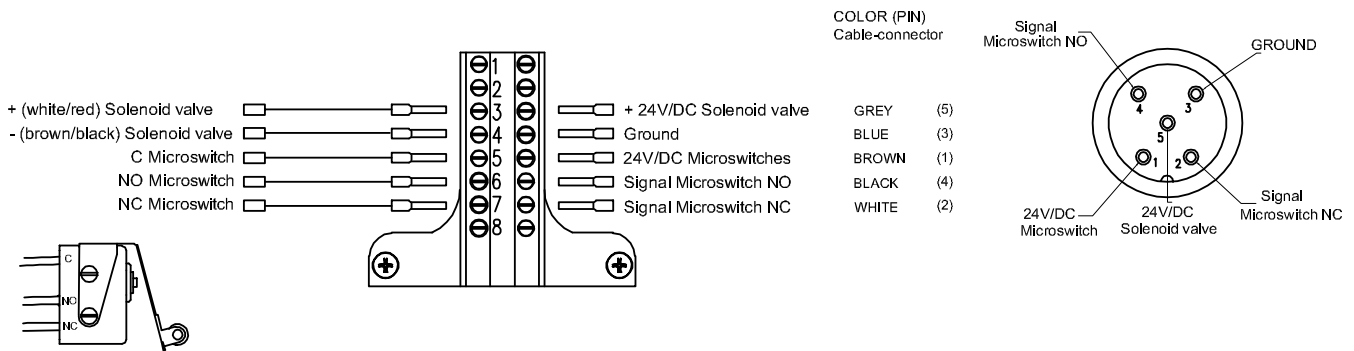 COLOR (PIN)
Cable-connector
Signal
Microswitch NO
GROUND
1
2
+ (white/red) Solenoid valve 3 + 24V/DC Solenoid valve GREY (5)
- (brown/black) Solenoid valve 4 Ground BLUE (3)
C Microswitch 5 24V/DC Microswitches BROWN (1)
NO Microswitch 6 Signal Microswitch NO BLACK (4)
NC Microswitch 7 Signal Microswitch NC WHITE (2)
8
4
3
5
1
2
24V/DC
Microswitch
24V/DC
Solenoid valve
Signal
Microswitch NC
C
NO
NC